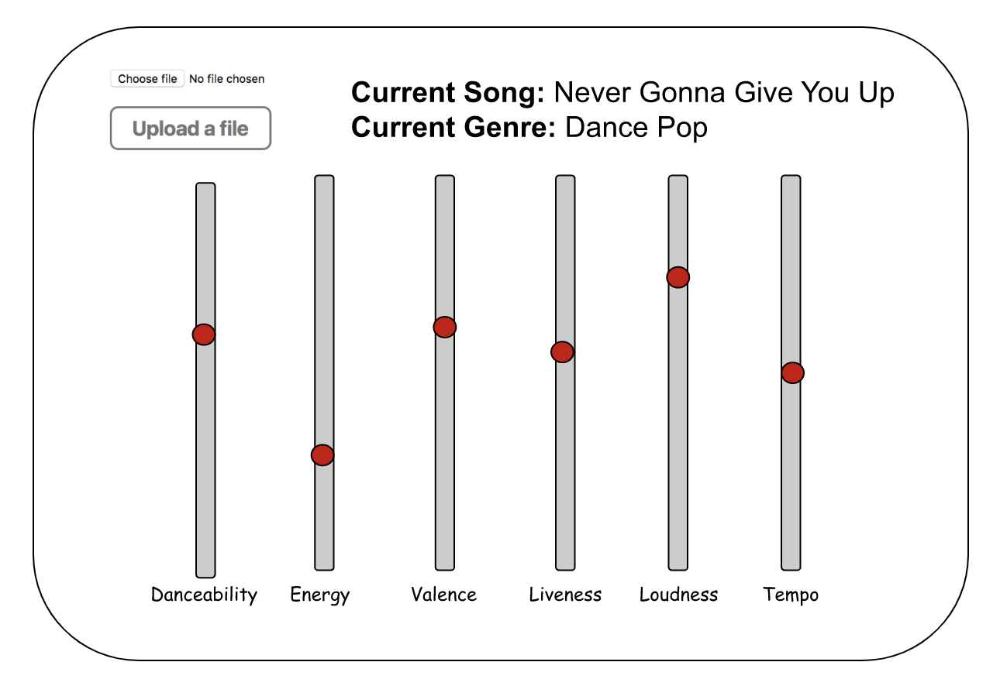 Choose file No file chosen
Upload a file
Current Song: Never Gonna Give You Up
Current Genre: Dance Pop
Danceability Energy Valence Liveness Loudness Tempo